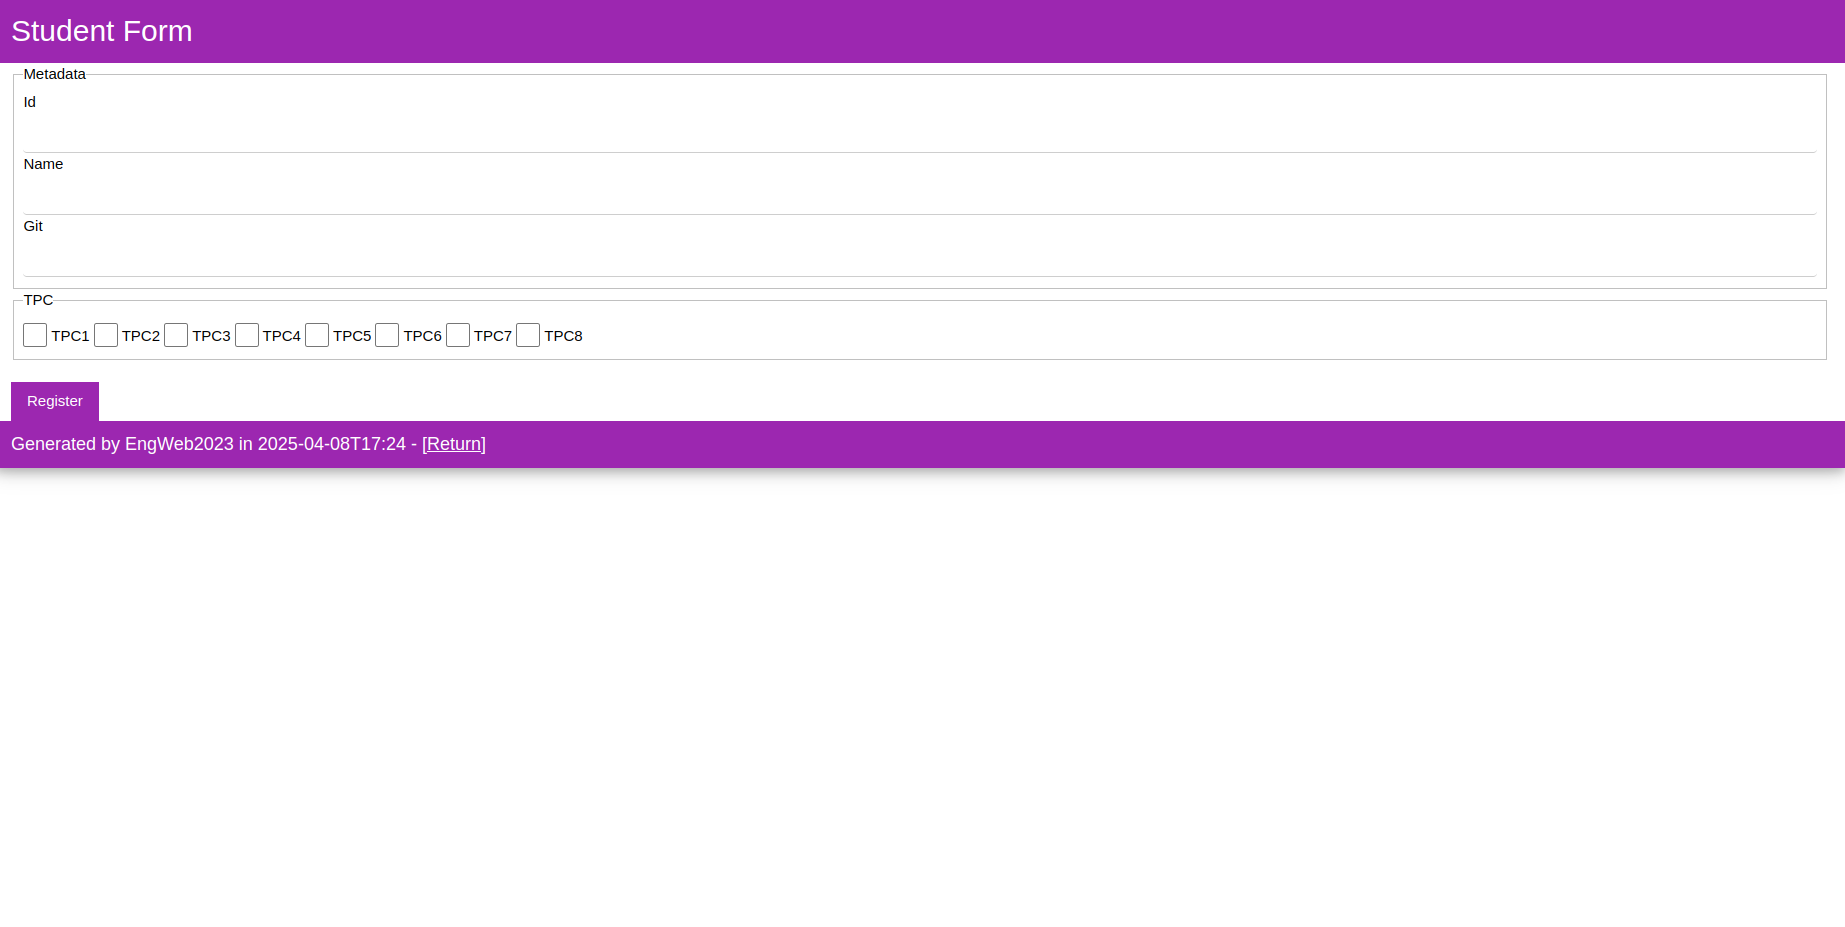 Student Form
Metadata
Id
Name
Git
TPC
TPC1 TPC2 TPC3 TPC4 TPC5 TPC6 TPC7 TPC8
Register
Generated by EngWeb2023 in 2025-04-08T17:24 - [Return]